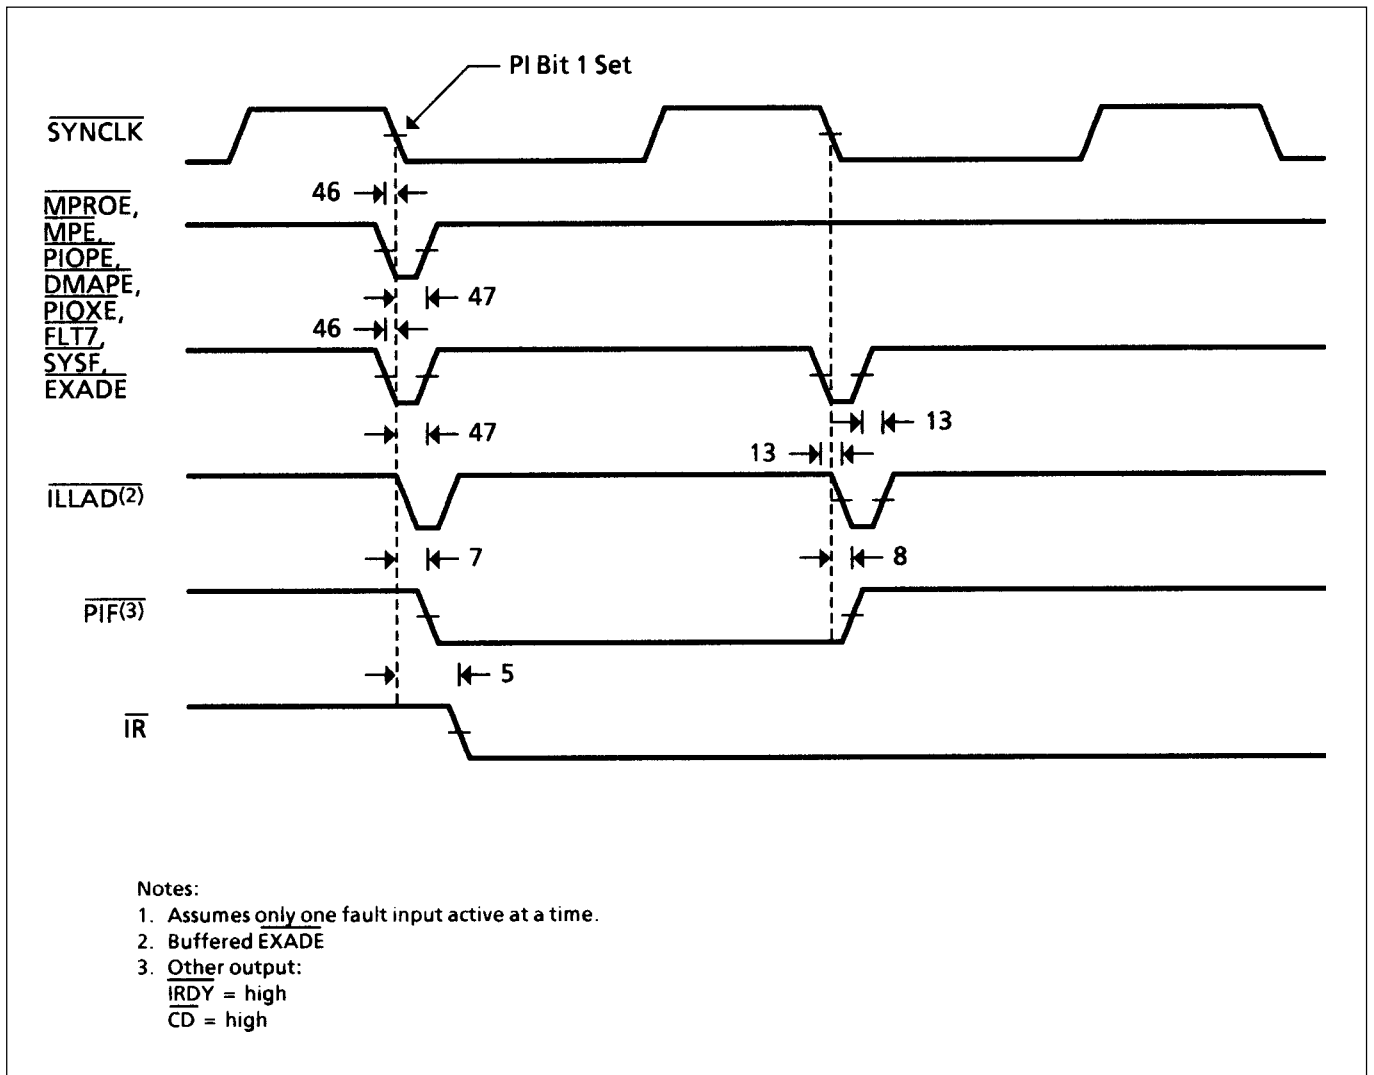 PI Bit 1 Set
SYNCLK
46
MPROE,
MPE,
PIOPE,
DMAPE,
47
PIOXE,
46
FLT7,
SYSF,
EXADE
13
47
13
ILLAD(2)
7
8
PIF(3)
5
IR
Notes:
1. Assumes only one fault input active at a time.
2. Buffered EXADE
3. Other output:
IRDY = high
CD = high